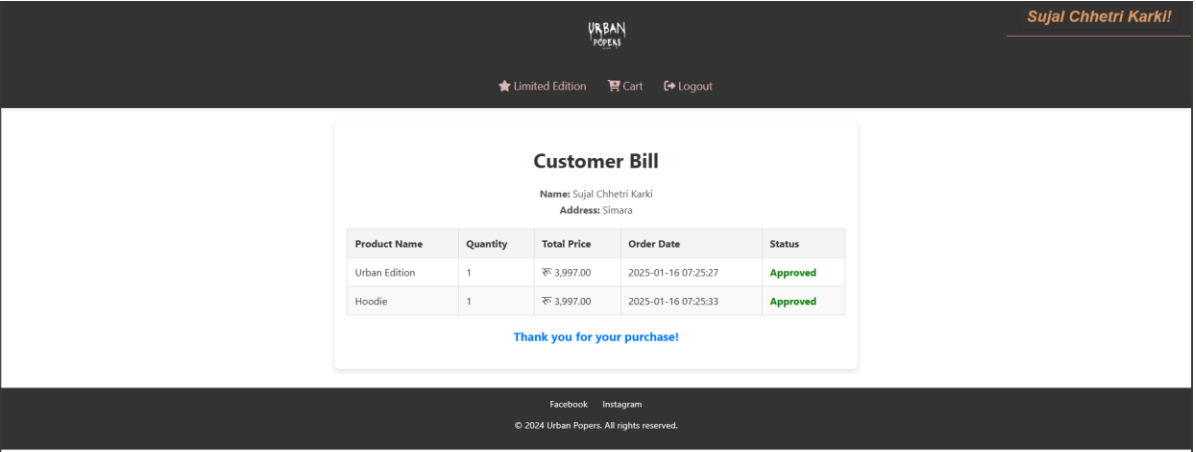 Sujal Chhetri Karki!
URBAN
POPERS
Limited Edition Cart Logout
Customer Bill
Name: Sujal Chhetri Karki
Address: Simara
Product Name Quantity Total Price Order Date Status
Urban Edition 1 रू 3,997.00 2025-01-16 07:25:27 Approved
Hoodie 1 रू 3,997.00 2025-01-16 07:25:33 Approved
Thank you for your purchase!
Facebook Instagram
© 2024 Urban Popers. All rights reserved.